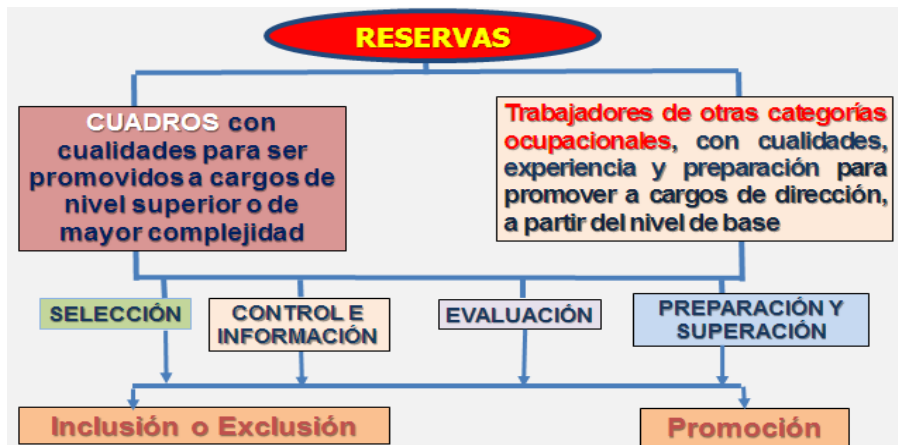 RESERVAS
CUADROS con
cualidades para ser
promovidos a cargos de
nivel superior o de
mayor complejidad
Trabajadores de otras categorías
ocupacionales, con cualidades,
experiencia y preparación para
promover a cargos de dirección,
a partir del nivel de base
SELECCIÓN
CONTROL E
INFORMACIÓN
EVALUACIÓN
PREPARACIÓN Y
SUPERACIÓN
Inclusión o Exclusión
Promoción